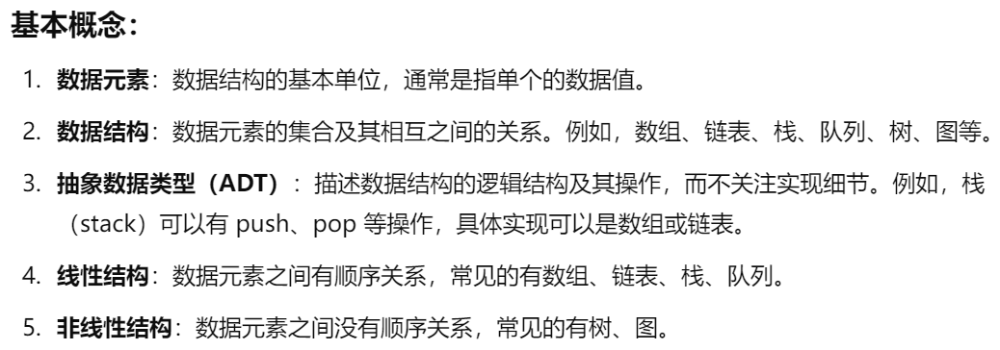 基本概念：
1. 数据元素：数据结构的基本单位，通常是指单个的数据值。
2. 数据结构：数据元素的集合及其相互之间的关系。例如，数组、链表、栈、队列、树、图等。
3. 抽象数据类型（ADT）：描述数据结构的逻辑结构及其操作，而不关注实现细节。例如，栈
（stack）可以有 push、pop 等操作，具体实现可以是数组或链表。
4. 线性结构：数据元素之间有顺序关系，常见的有数组、链表、栈、队列。
5. 非线性结构：数据元素之间没有顺序关系，常见的有树、图。